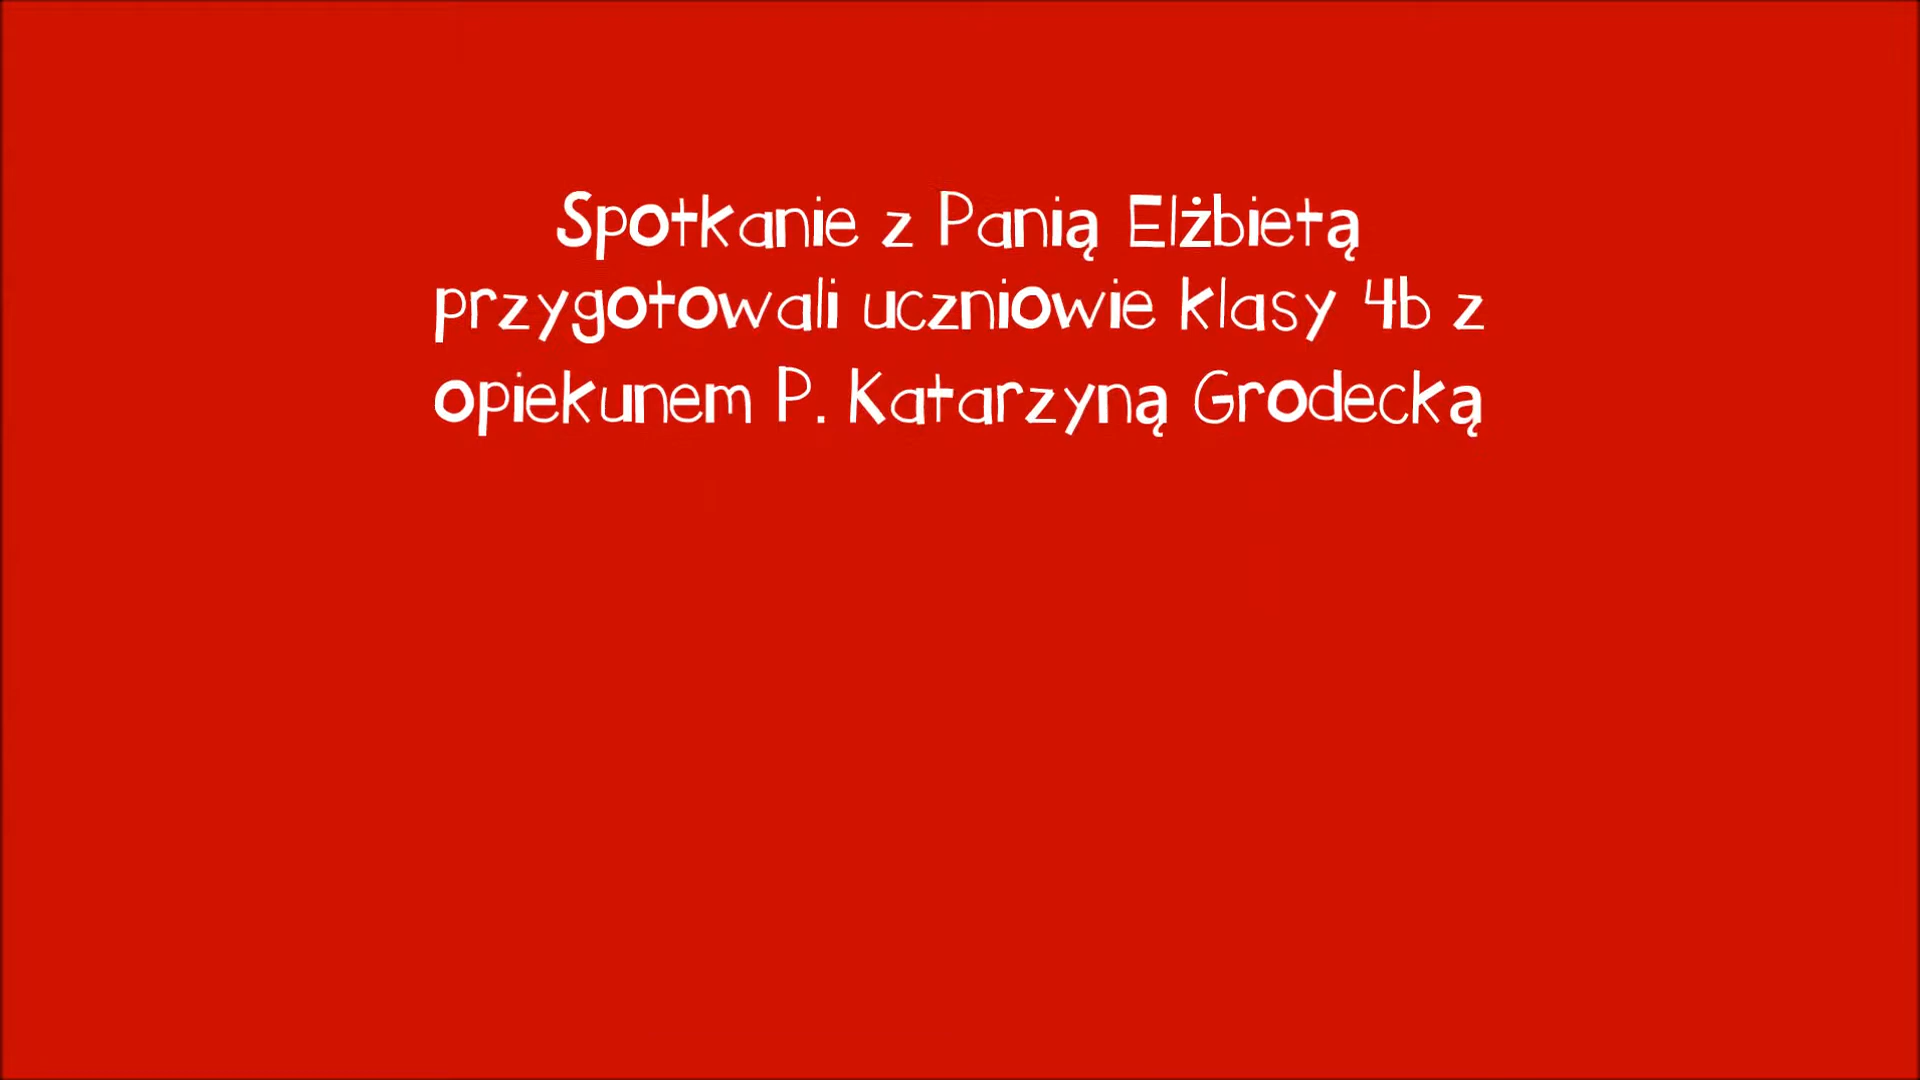 Spotkanie z Panią Elżbietą
przygotowali uczniowie klasy 4b z
opiekunem P. Katarzyną Grodecką